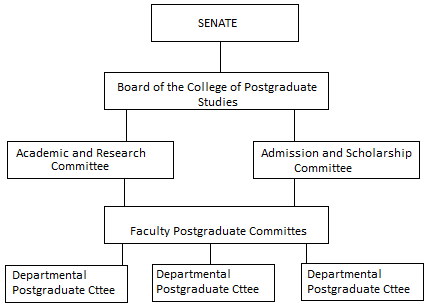 SENATE
Board of the College of Postgraduate
Studies
Academic and Research
Committee
Admission and Scholarship
Committee
Faculty Postgraduate Committes
Departmental
Postgraduate Cttee
Departmental
Postgraduate Cttee
Departmental
Postgraduate Cttee